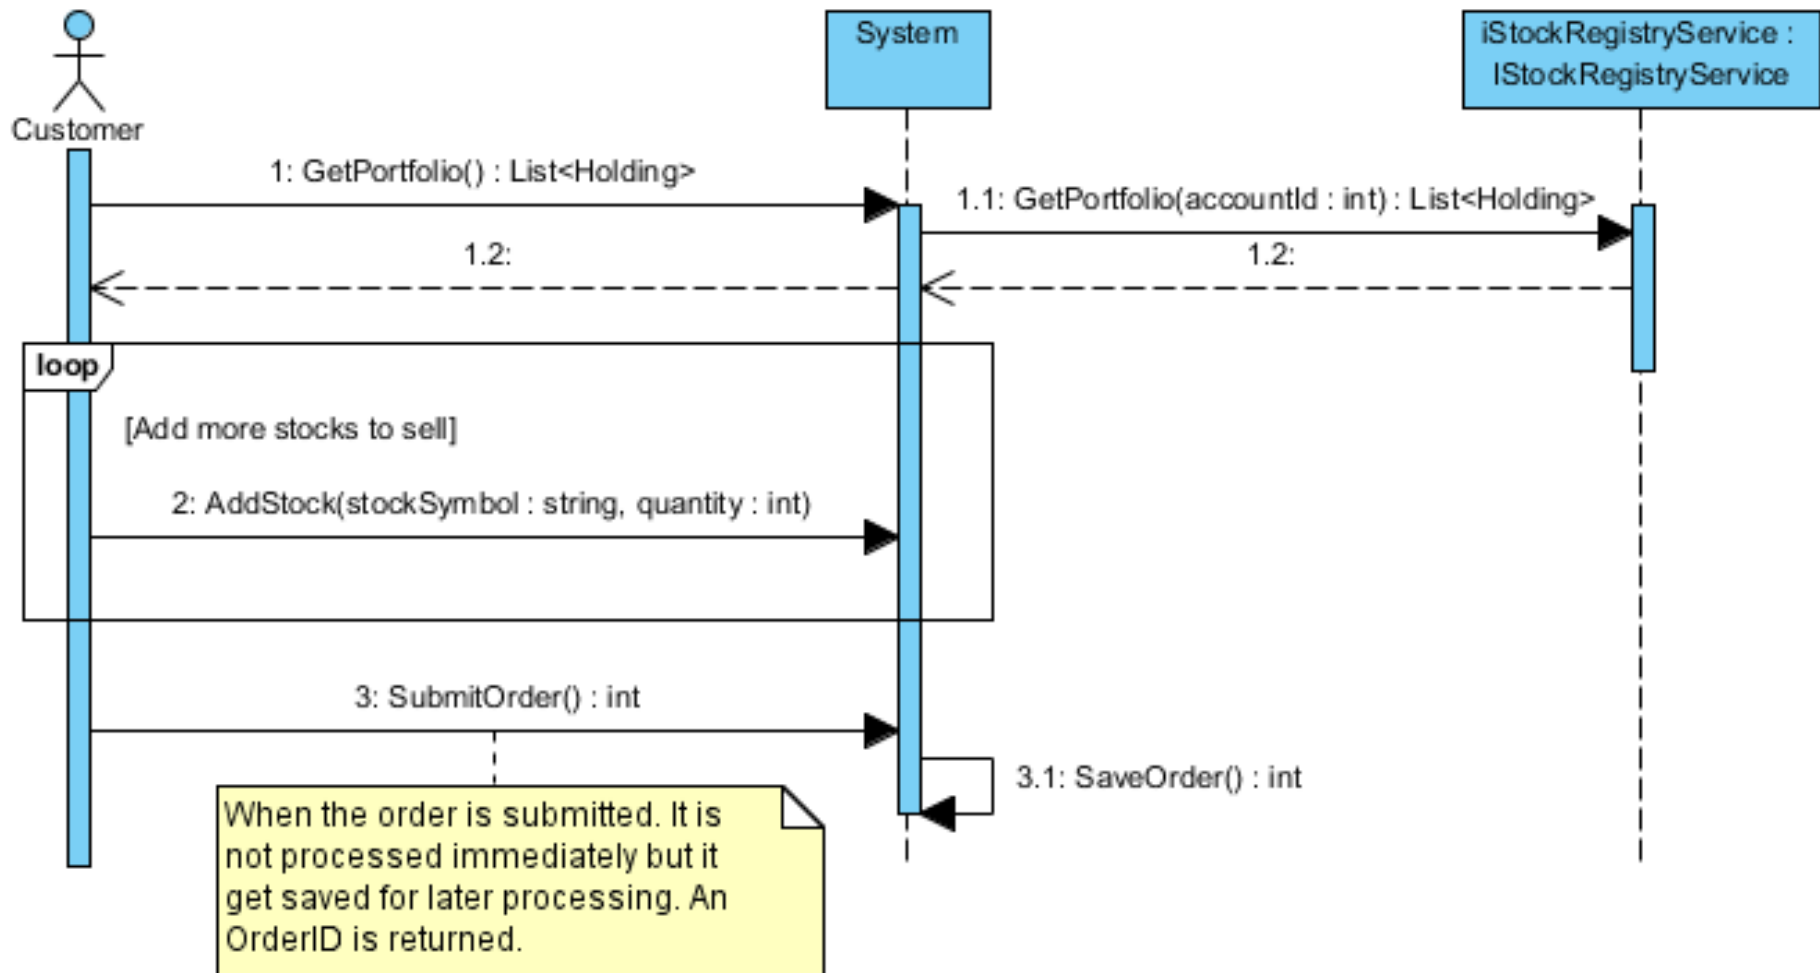 System
iStockRegistryService :
IStockRegistryService
Customer
1: GetPortfolio() : List<Holding>
1.1: GetPortfolio(accountId : int) : List<Holding>
1.2:
1.2:
loop
[Add more stocks to sell]
2: AddStock(stockSymbol : string, quantity : int)
3: SubmitOrder() : int
3.1: SaveOrder() : int
When the order is submitted. It is
not processed immediately but it
get saved for later processing. An
OrderID is returned.